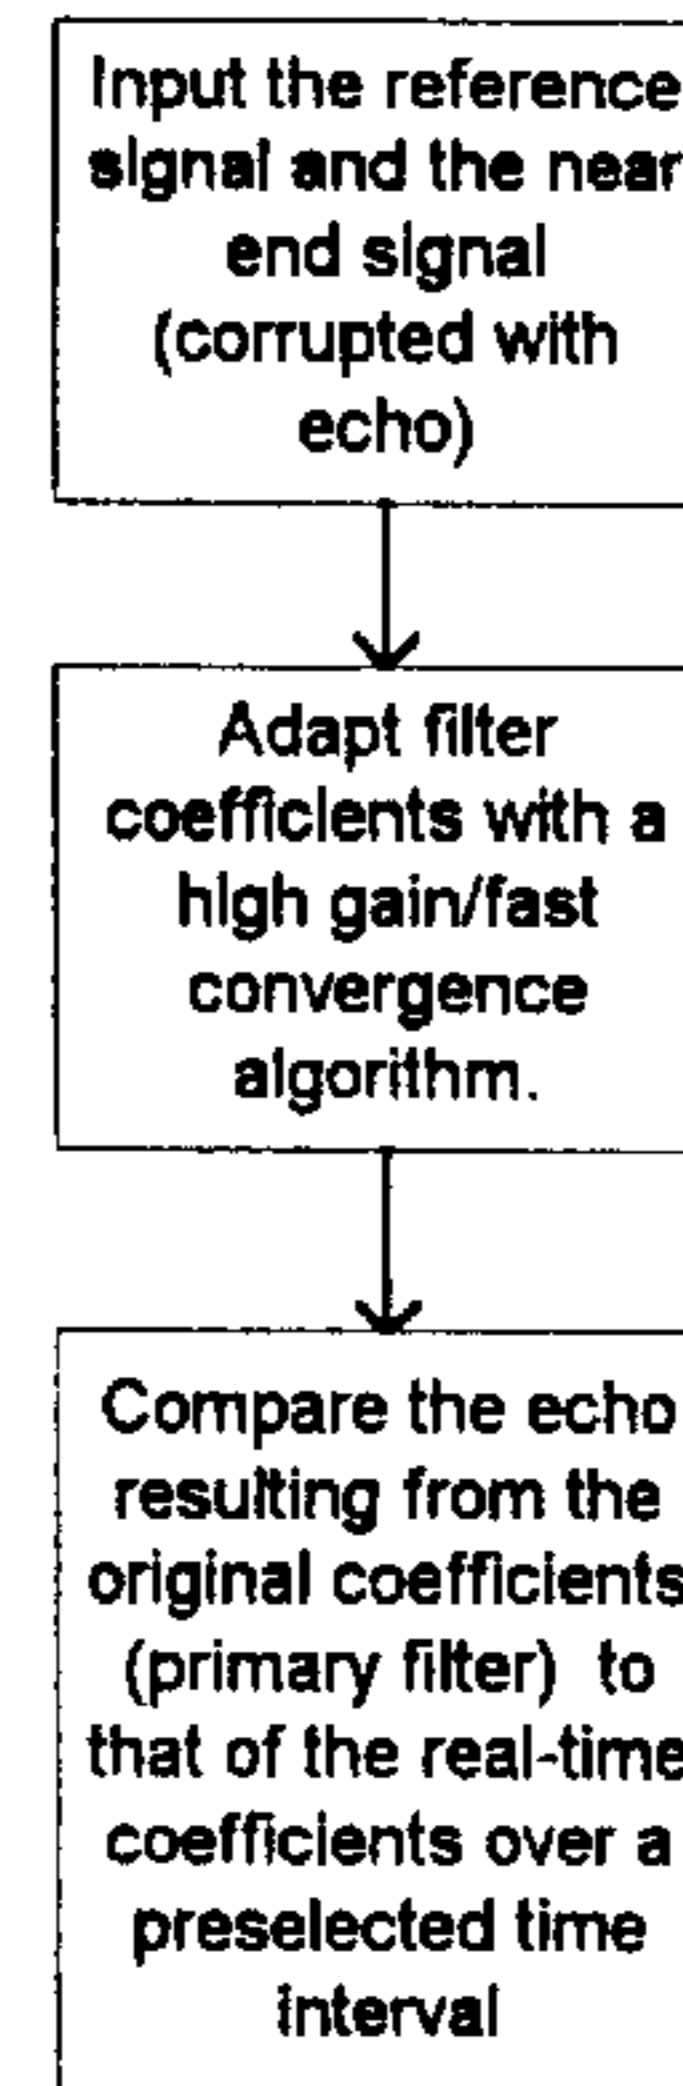 Input the reference
signal and the near
end signal
(corrupted with
echo)
Adapt filter
coefficients with a
high gain/fast
convergence
algorithm.
Compare the echo
resulting from the
original coefficients
(primary filter) to
that of the real-time
coefficients over a
preselected time
interval